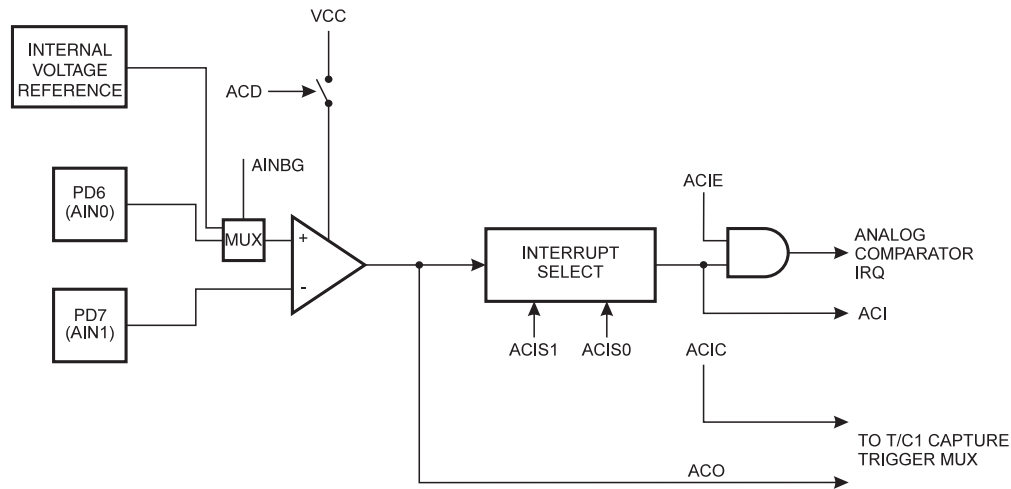 VCC
INTERNAL
VOLTAGE
REFERENCE
ACD
AINBG
PD6
(AIN0)
MUX
+
-
PD7
(AIN1)
INTERRUPT
SELECT
ACIS1
ACIS0
ACIE
ANALOG
COMPARATOR
IRQ
ACI
ACIC
TO T/C1 CAPTURE
TRIGGER MUX
ACO